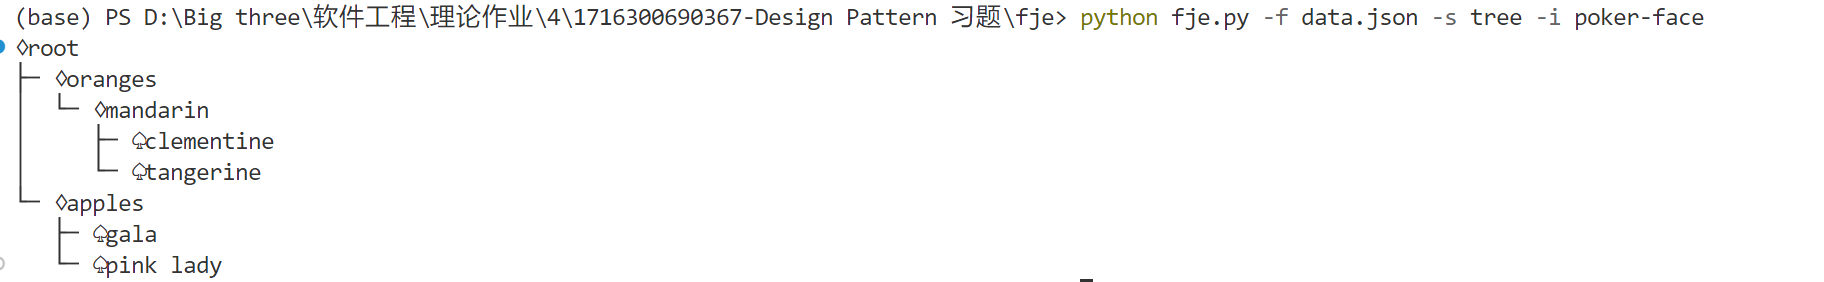 (base) PS D:\Big three\软件工程\理论作业\4\1716300690367-Design Pattern 习题\fje> python fje.py -f data.json -s tree -i poker-face
♢root
├─ ♢oranges
│  └─ ♢mandarin
│     ├─ ♤clementine
│     └─ ♤tangerine
└─ ♢apples
   ├─ ♤gala
   └─ ♤pink lady